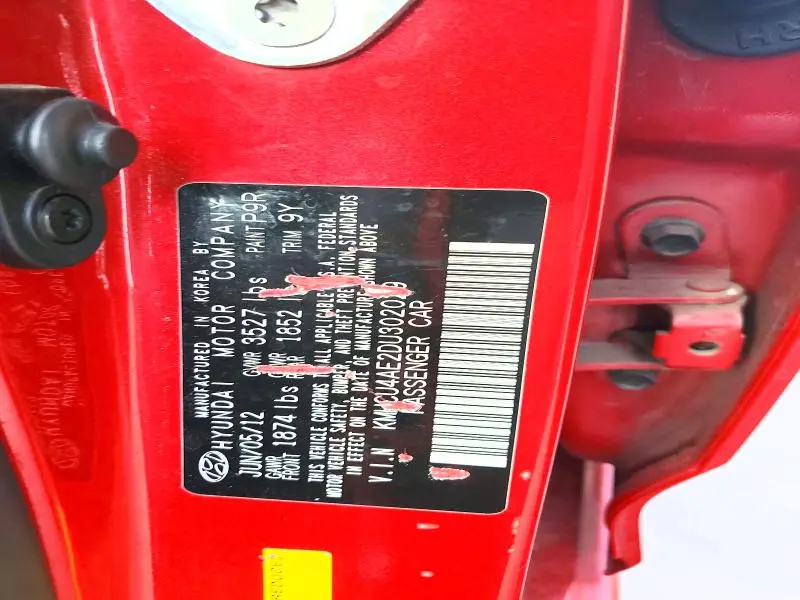 MANUFACTURED IN KOREA BY
HYUNDAI MOTOR COMPANY
JUN/05/12 GVWR 3527 lbs PAINT P9R
GAWR FRONT 1874 lbs GAWR REAR 1852 TRIM 9Y
THIS VEHICLE CONFORMS ALL APPLICABLE U.S.A. FEDERAL
MOTOR VEHICLE SAFETY, BUMPER, AND THEFT PREVENTION STANDARDS
IN EFFECT ON THE DATE OF MANUFACTURE SHOWN ABOVE
V.I.N
PASSENGER CAR
RH